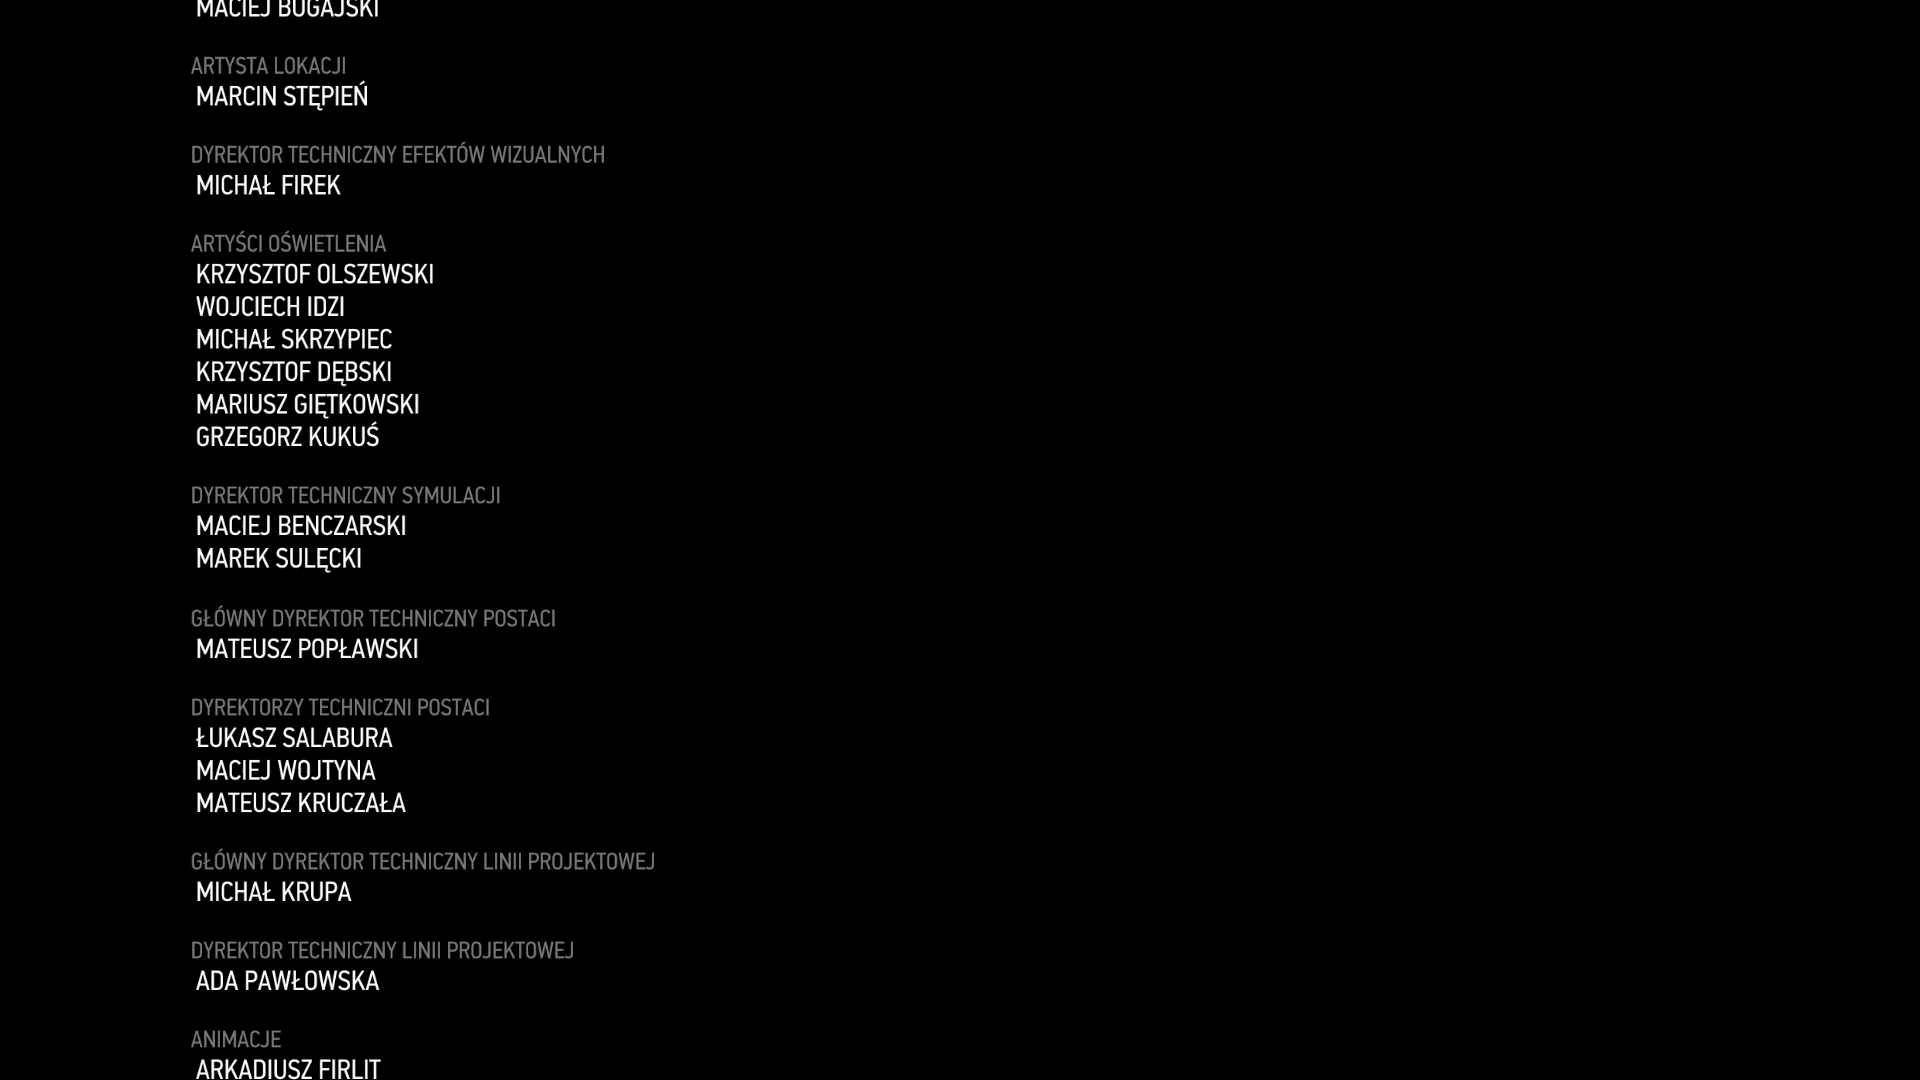 MACIEJ BUGAJSKI
ARTYSTA LOKACJI
MARCIN STĘPIEŃ
DYREKTOR TECHNICZNY EFEKTÓW WIZUALNYCH
MICHAŁ FIREK
ARTYŚCI OŚWIETLENIA
KRZYSZTOF OLSZEWSKI
WOJCIECH IDZI
MICHAŁ SKRZYPIEC
KRZYSZTOF DĘBSKI
MARIUSZ GIĘTKOWSKI
GRZEGORZ KUKUŚ
DYREKTOR TECHNICZNY SYMULACJI
MACIEJ BENCZARSKI
MAREK SULĘCKI
GŁÓWNY DYREKTOR TECHNICZNY POSTACI
MATEUSZ POPŁAWSKI
DYREKTORZY TECHNICZNI POSTACI
ŁUKASZ SALABURA
MACIEJ WOJTYNA
MATEUSZ KRUCZAŁA
GŁÓWNY DYREKTOR TECHNICZNY LINII PROJEKTOWEJ
MICHAŁ KRUPA
DYREKTOR TECHNICZNY LINII PROJEKTOWEJ
ADA PAWŁOWSKA
ANIMACJE
ARKADIUSZ FIRLIT